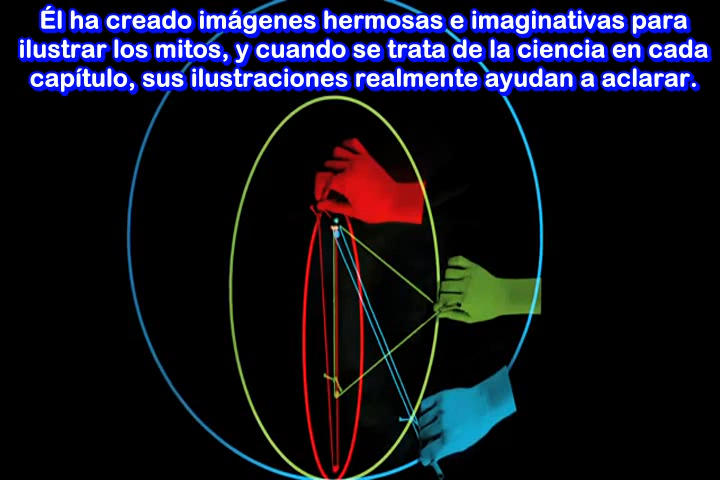 Él ha creado imágenes hermosas e imaginativas para
ilustrar los mitos, y cuando se trata de la ciencia en cada
capítulo, sus ilustraciones realmente ayudan a aclarar.